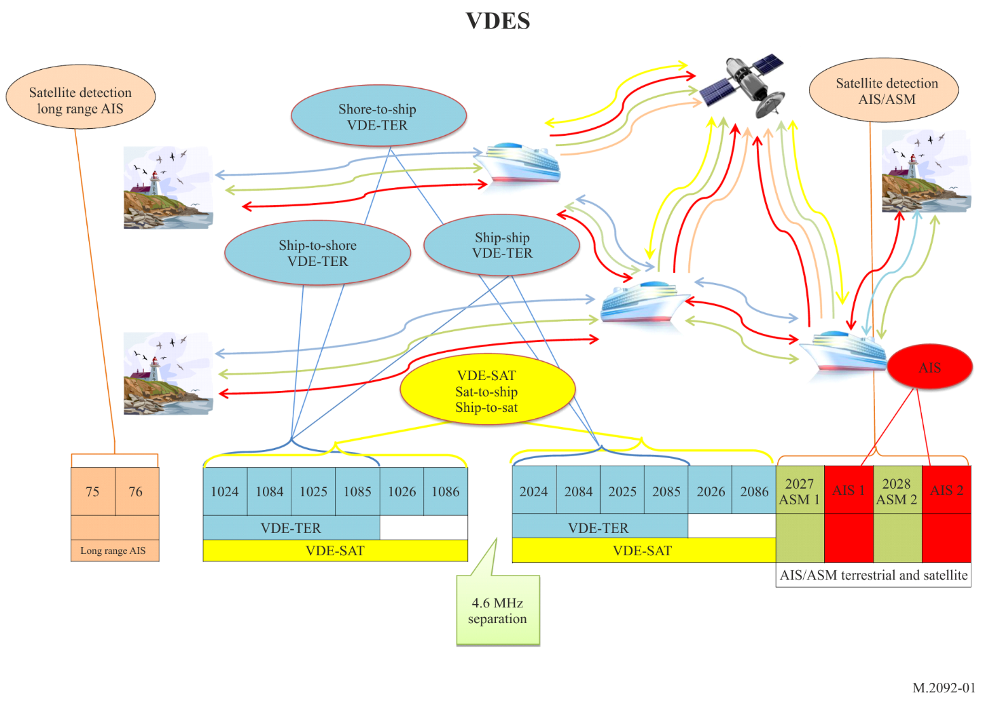 VDES
Satellite detection
long range AIS
Shore-to-ship
VDE-TER
Satellite detection
AIS/ASM
Ship-to-shore
VDE-TER
Ship-ship
VDE-TER
AIS
VDE-SAT
Sat-to-ship
Ship-to-sat
75 76
1024 1084 1025 1085 1026 1086
2024 2084 2025 2085 2026 2086
2027
ASM 1
AIS 1
2028
ASM 2
AIS 2
VDE-TER
VDE-TER
Long range AIS
VDE-SAT
VDE-SAT
AIS/ASM terrestrial and satellite
4.6 MHz
separation
M.2092-01